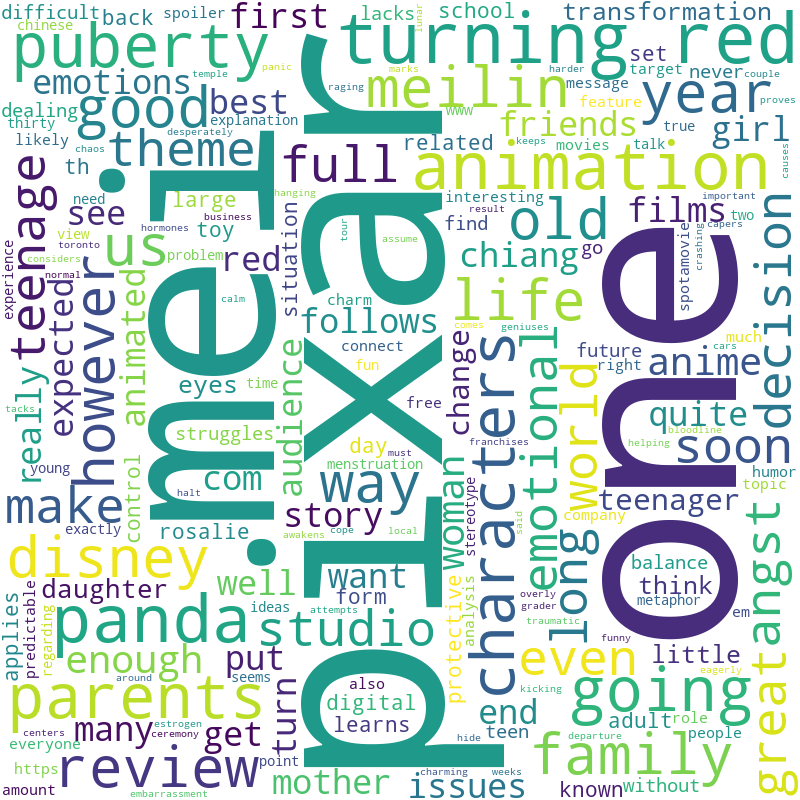 difficult back spoiler first lacks school transformation
chinese
lunar
puberty
turning red
set
panic
harder
marks
couple
temple
raging
target
never
emotions
meilin
message
year
dealing
good
best
feature
proves
thirty
explanation
www
friends
movies
true
likely
desperately
theme
full
related
keeps
talk
girl
chaos
th
animation
causes
need
hanging
interesting
important
see
large
hormones
result
old
films
two
teenage
us
toy
business
tour
find
capers
view
toronto
red
situation
assume
chiang
go
crashing
spotamovie
decision
experience
considers
problem
normal
however
mei
calm
charm
life
pixar
one
expected
animated
follows
comes
geniuses
future
much
cars
eyes
time
connect
change
characters
emotional
world
right
anime
really
audience
fun
free
quite
tacks
struggles
day
must
franchises
bloodline
soon
helping
young
control
com
menstruation
humor
way
stereotype
teenager
topic
make
halt
exactly
story
woman
said
company
rosalie
cope
local
awakens
long
angst
disney
well
want
overly
balance
analysis
think
daughter
ideas
form
grader
metaphor
em
predictable
applies
regarding
panda
attempts
studio
protective
traumatic
funny
enough
put
even
little
around
seems
also
eagerly
parents
turn
digital
kicking
going
great
many
estrogen
get
learns
end
adult
role
centers
ceremony
teen
departure
people
everyone
point
hide
family
https
review
mother
charming
weeks
issues
known
without
amount
embarrassment